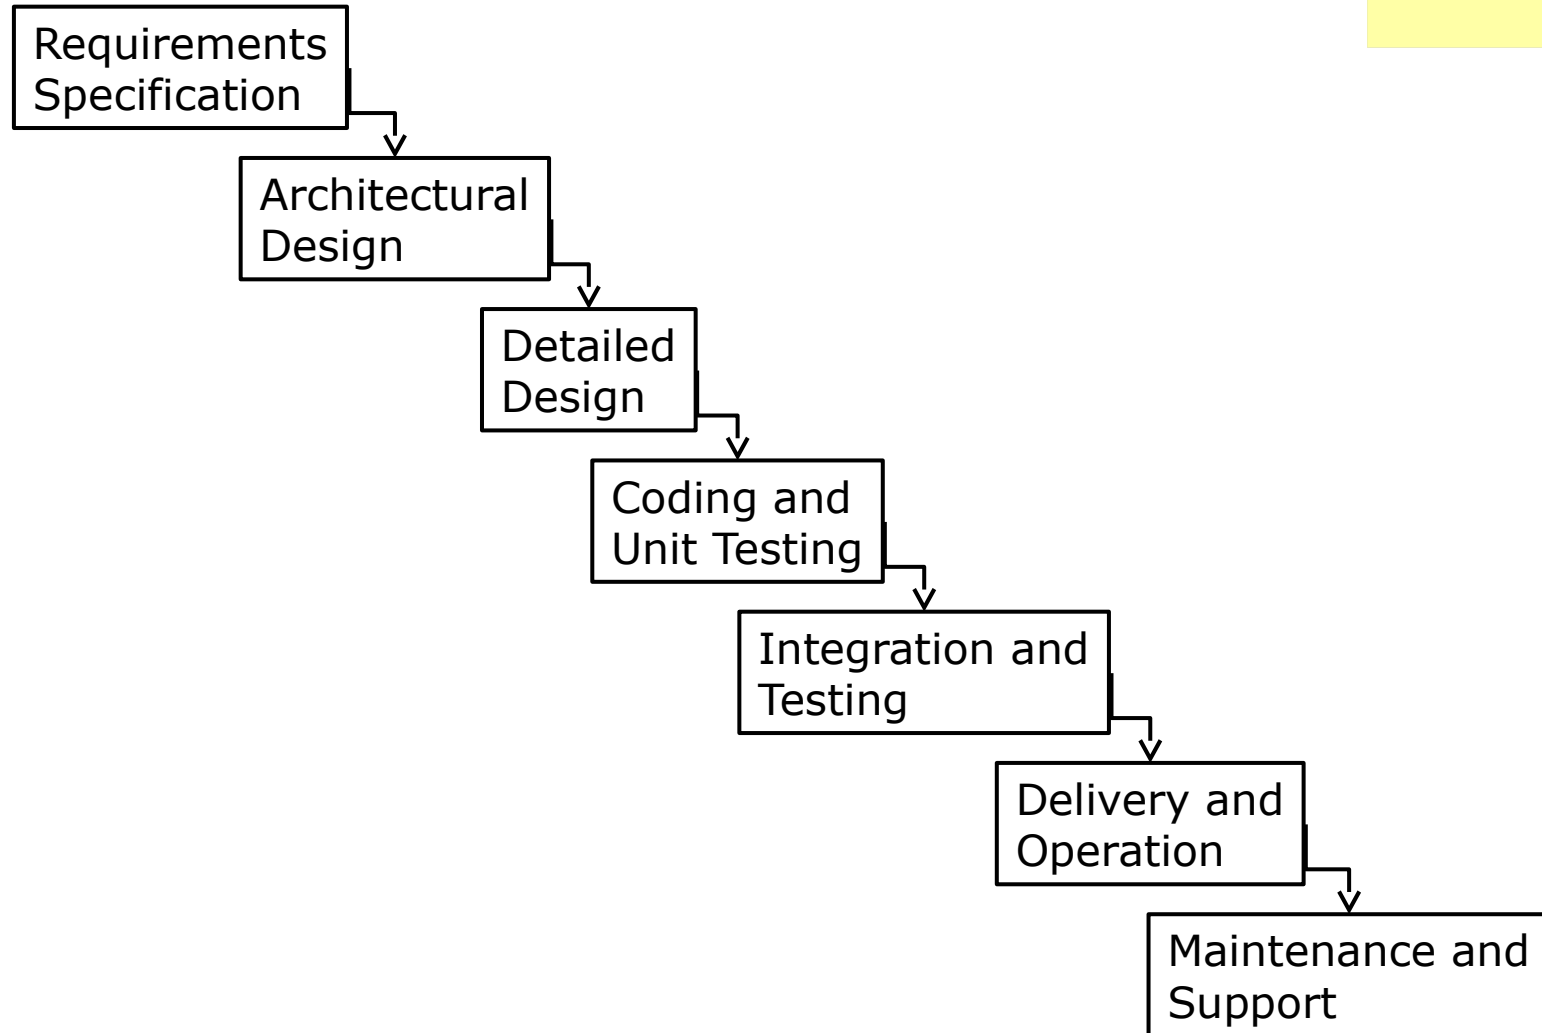 Requirements
Specification
Architectural
Design
Detailed
Design
Coding and
Unit Testing
Integration and
Testing
Delivery and
Operation
Maintenance and
Support